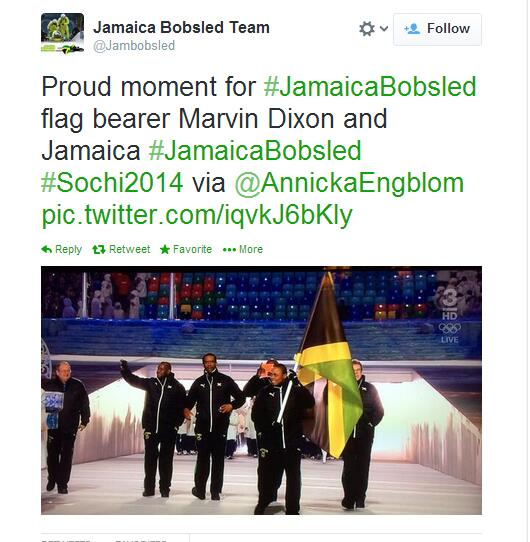 Jamaica Bobsled Team
@Jambobsled
Follow
Proud moment for #JamaicaBobsled
flag bearer Marvin Dixon and
Jamaica #JamaicaBobsled
#Sochi2014 via @AnnickaEngblom
pic.twitter.com/iqvkJ6bKly
Reply Retweet Favorite More
3
HD
LIVE